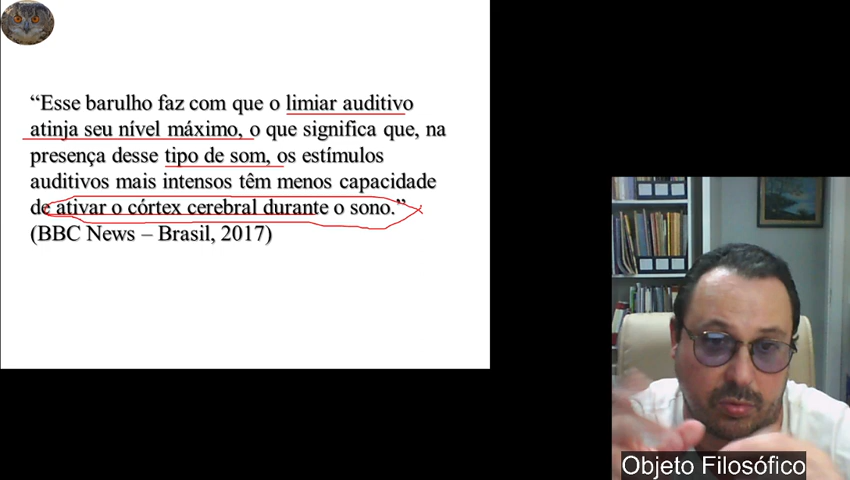 “Esse barulho faz com que o limiar auditivo
atinja seu nível máximo, o que significa que, na
presença desse tipo de som, os estímulos
auditivos mais intensos têm menos capacidade
de ativar o córtex cerebral durante o sono.”
(BBC News – Brasil, 2017)
Objeto Filosófico